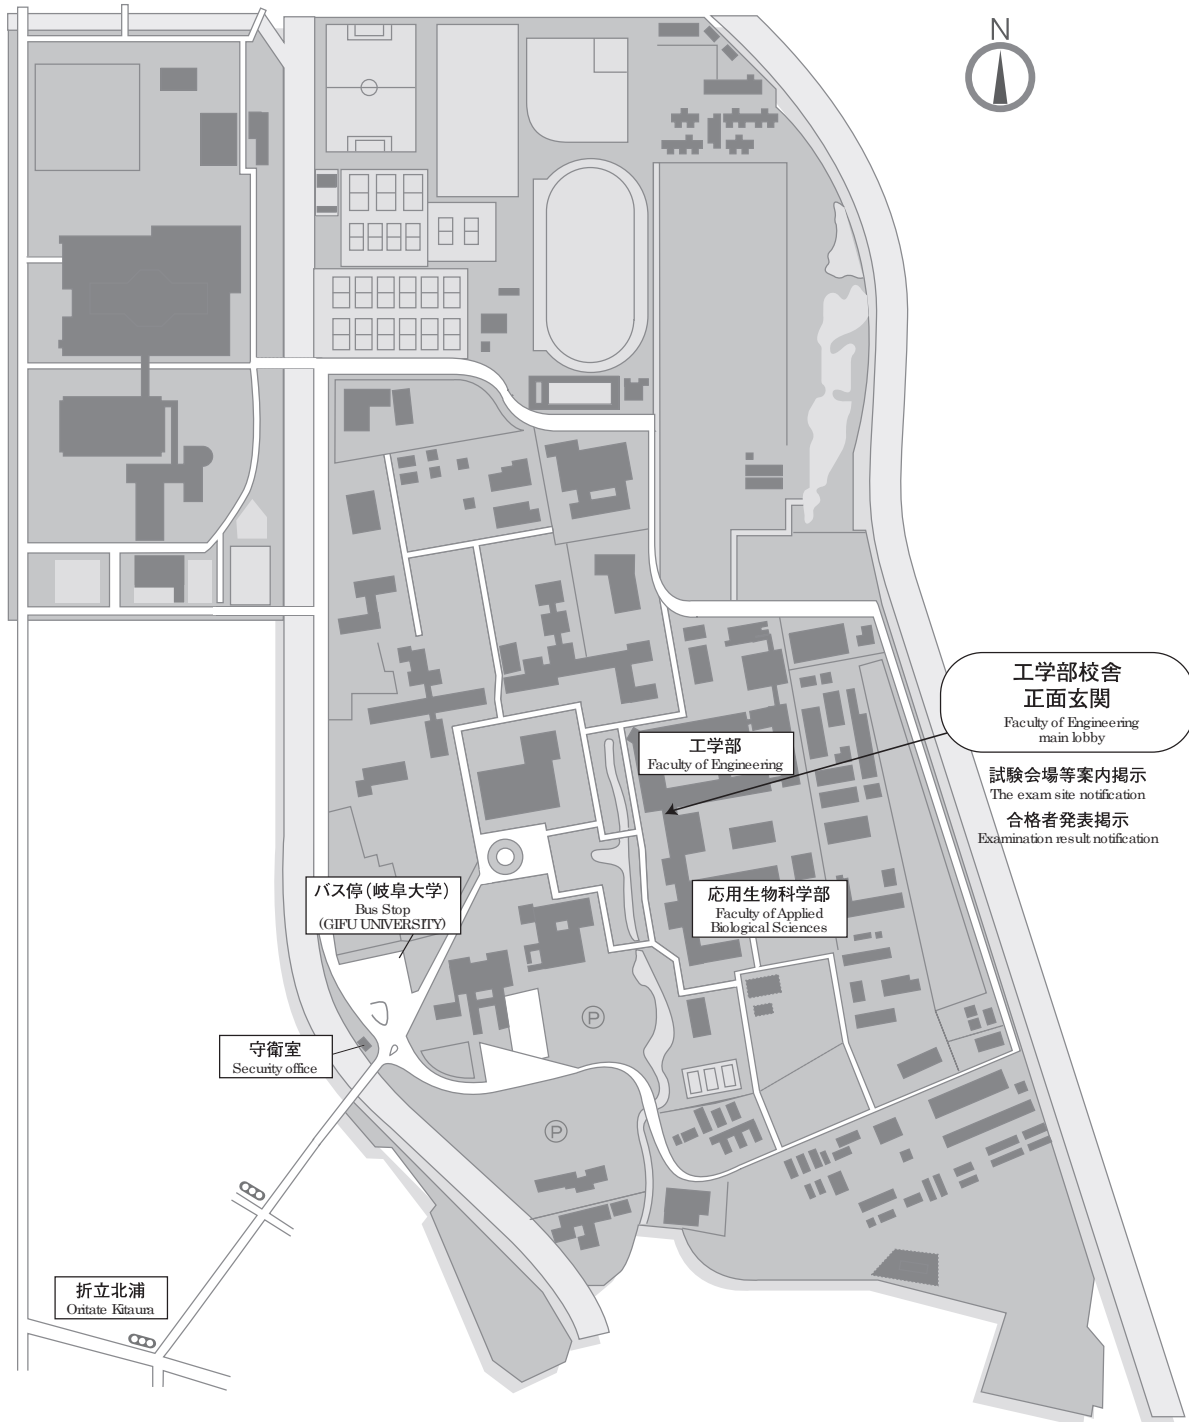 N
工学部校舎
正面玄関
Faculty of Engineering
main lobby
試験会場等案内掲示
The exam site notification
合格者発表掲示
Examination result notification
工学部
Faculty of Engineering
バス停（岐阜大学）
Bus Stop
(GIFU UNIVERSITY)
応用生物科学部
Faculty of Applied
Biological Sciences
P
守衛室
Security office
P
折立北浦
Oritate Kitaura